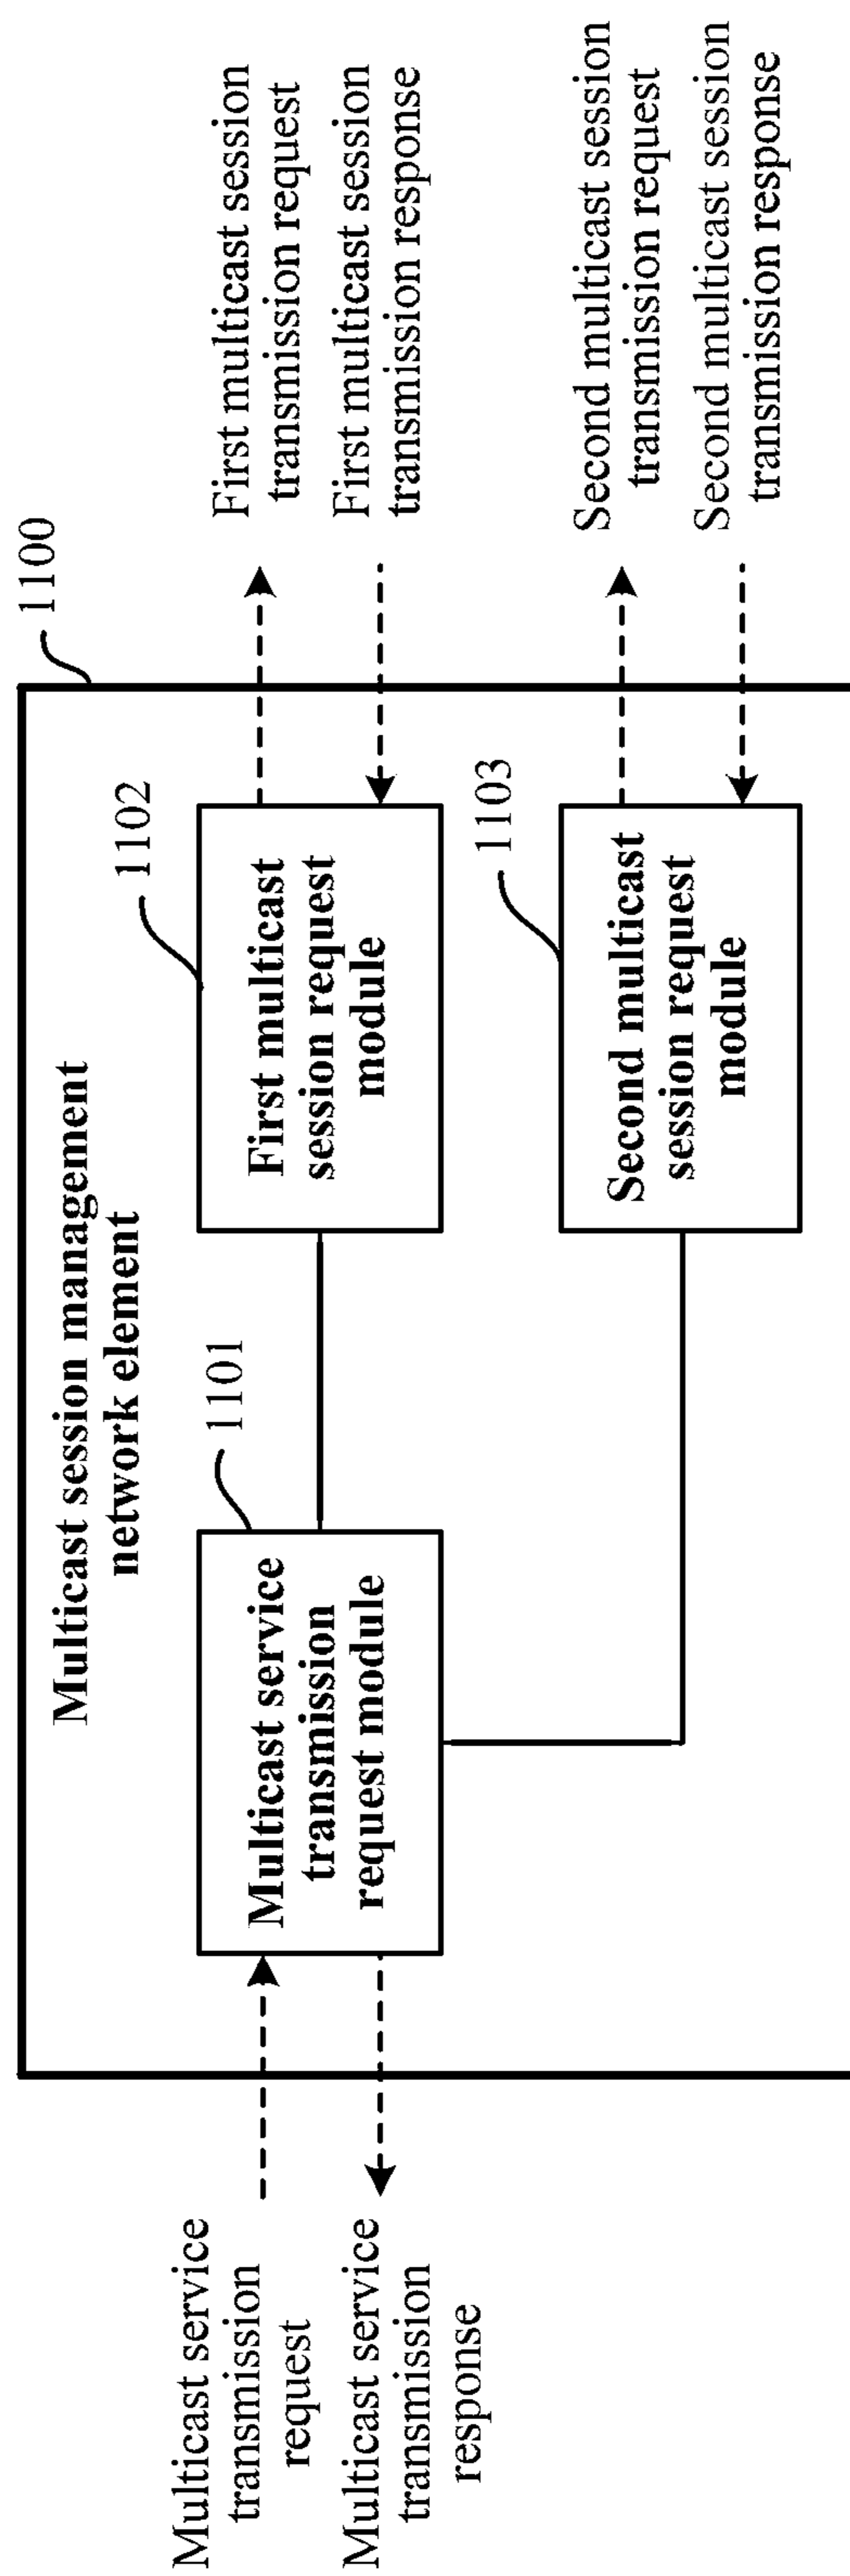 1100
Multicast session management
network element
Multicast service
transmission
request
Multicast service
transmission
response
1101
Multicast service
transmission
request module
1102
First multicast
session request
module
First multicast session
transmission request
First multicast session
transmission response
1103
Second multicast
session request
module
Second multicast session
transmission request
Second multicast session
transmission response